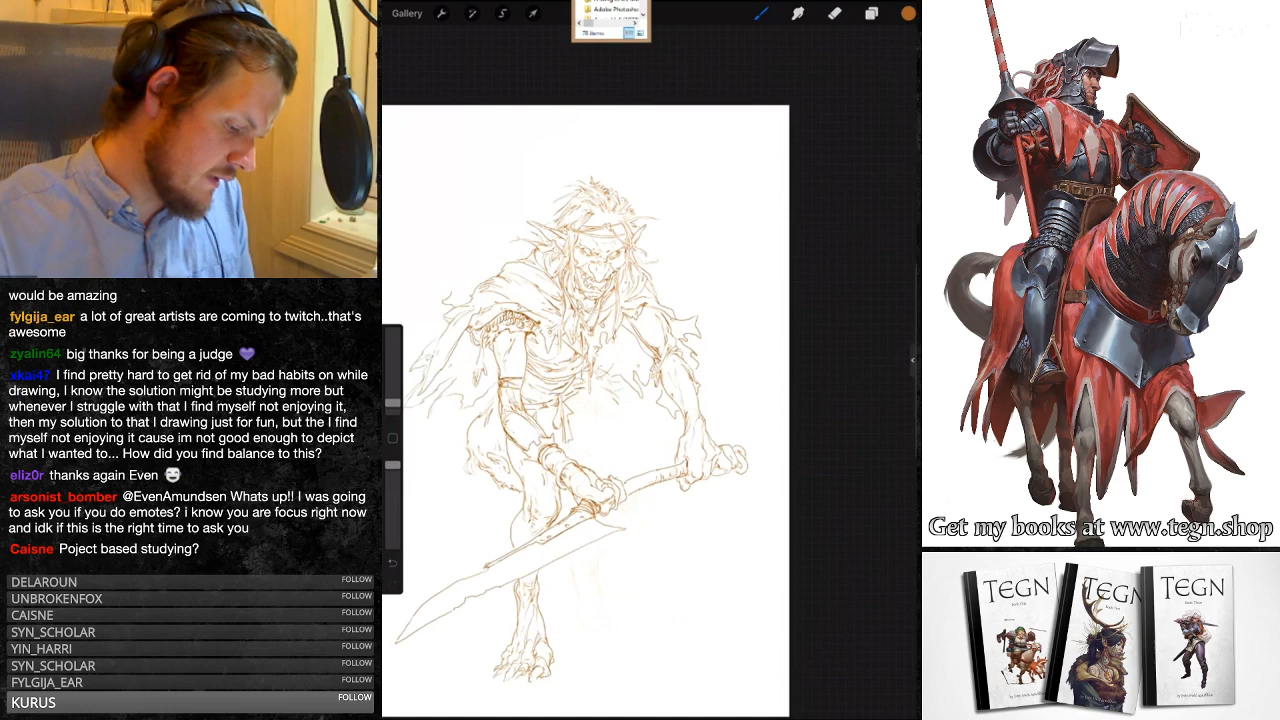 Gallery
Adobe Photosho
78 items
would be amazing
fylgija_ear a lot of great artists are coming to twitch..that's
awesome
zyalin64 big thanks for being a judge
xkai47 I find pretty hard to get rid of my bad habits on while
drawing, I know the solution might be studying more but
whenever I struggle with that I find myself not enjoying it,
then my solution to that I drawing just for fun, but the I find
myself not enjoying it cause im not good enough to depict
what I wanted to... How did you find balance to this?
eliz0r thanks again Even
arsonist_bomber @EvenAmundsen Whats up!! I was going
to ask you if you do emotes? i know you are focus right now
and idk if this is the right time to ask you
Caisne Poject based studying?
DELAROUN FOLLOW
UNBROKENFOX FOLLOW
CAISNE FOLLOW
SYN_SCHOLAR FOLLOW
YIN_HARRI FOLLOW
SYN_SCHOLAR FOLLOW
FYLGIJA_EAR FOLLOW
KURUS FOLLOW
Get my books at www.tegn.shop
TEGN
TEGN
TEGN